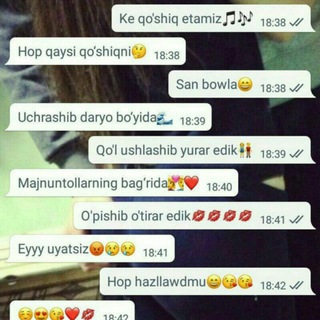 Ke qo'shiq etamiz🎵🎶 18:38
Hop qaysi qo'shiqni🤔 18:38
San bowla😄 18:38
Uchrashib daryo bo'yida🌊 18:39
Qo'l ushlashib yurar edik👫 18:39
Majnuntollarning bag'rida💏❤ 18:40
O'pishib o'tirar edik💋💋💋💋 18:41
Eyyy uyatsiz😡😢😢 18:41
Hop hazllawdmu😄😘😘 18:42
☺😍😘❤💋 18:42